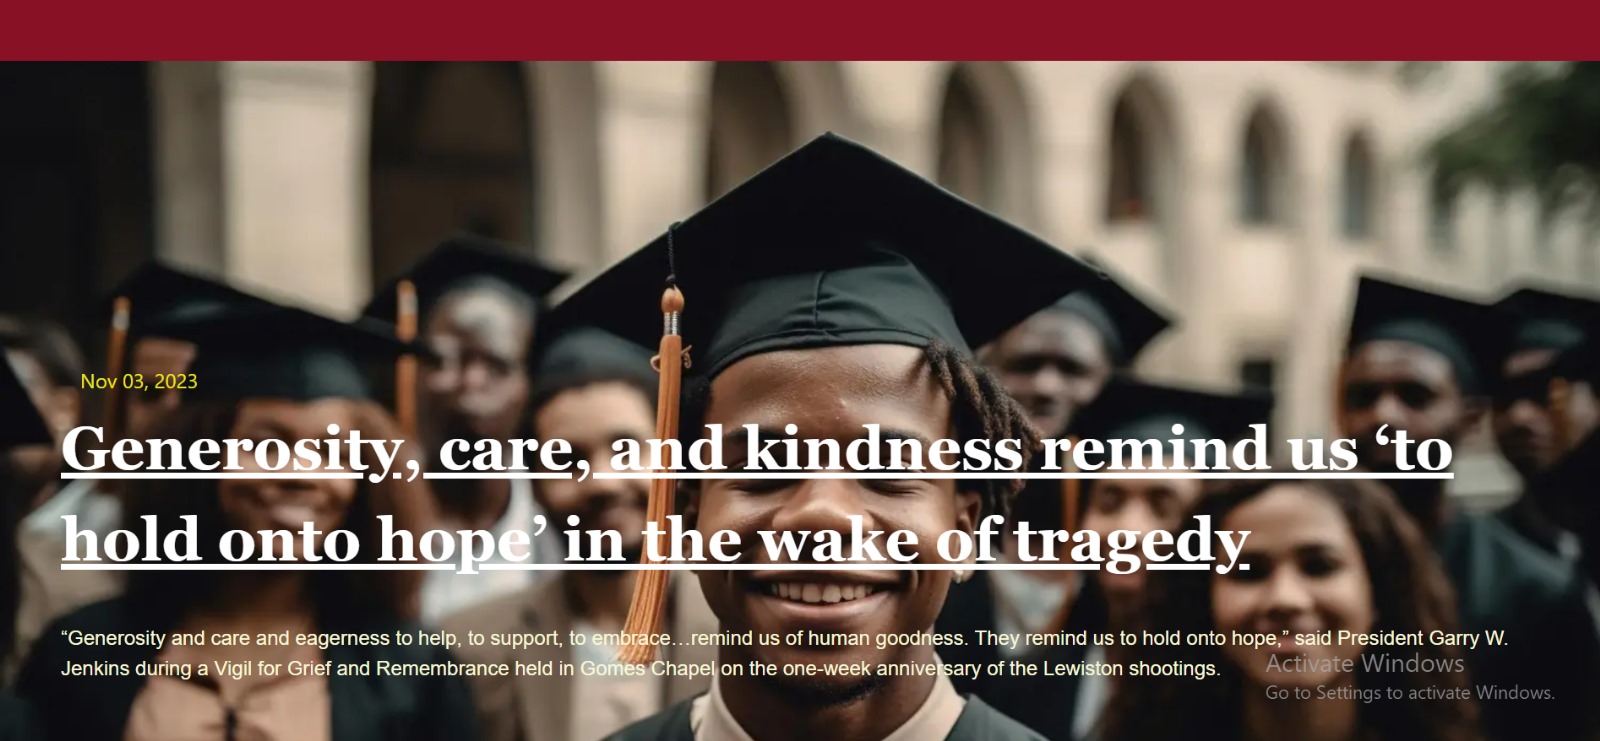 Nov 03, 2023
Generosity, care, and kindness remind us ‘to
hold onto hope’ in the wake of tragedy
“Generosity and care and eagerness to help, to support, to embrace…remind us of human goodness. They remind us to hold onto hope,” said President Garry W.
Jenkins during a Vigil for Grief and Remembrance held in Gomes Chapel on the one-week anniversary of the Lewiston shootings.
Activate Windows
Go to Settings to activate Windows.